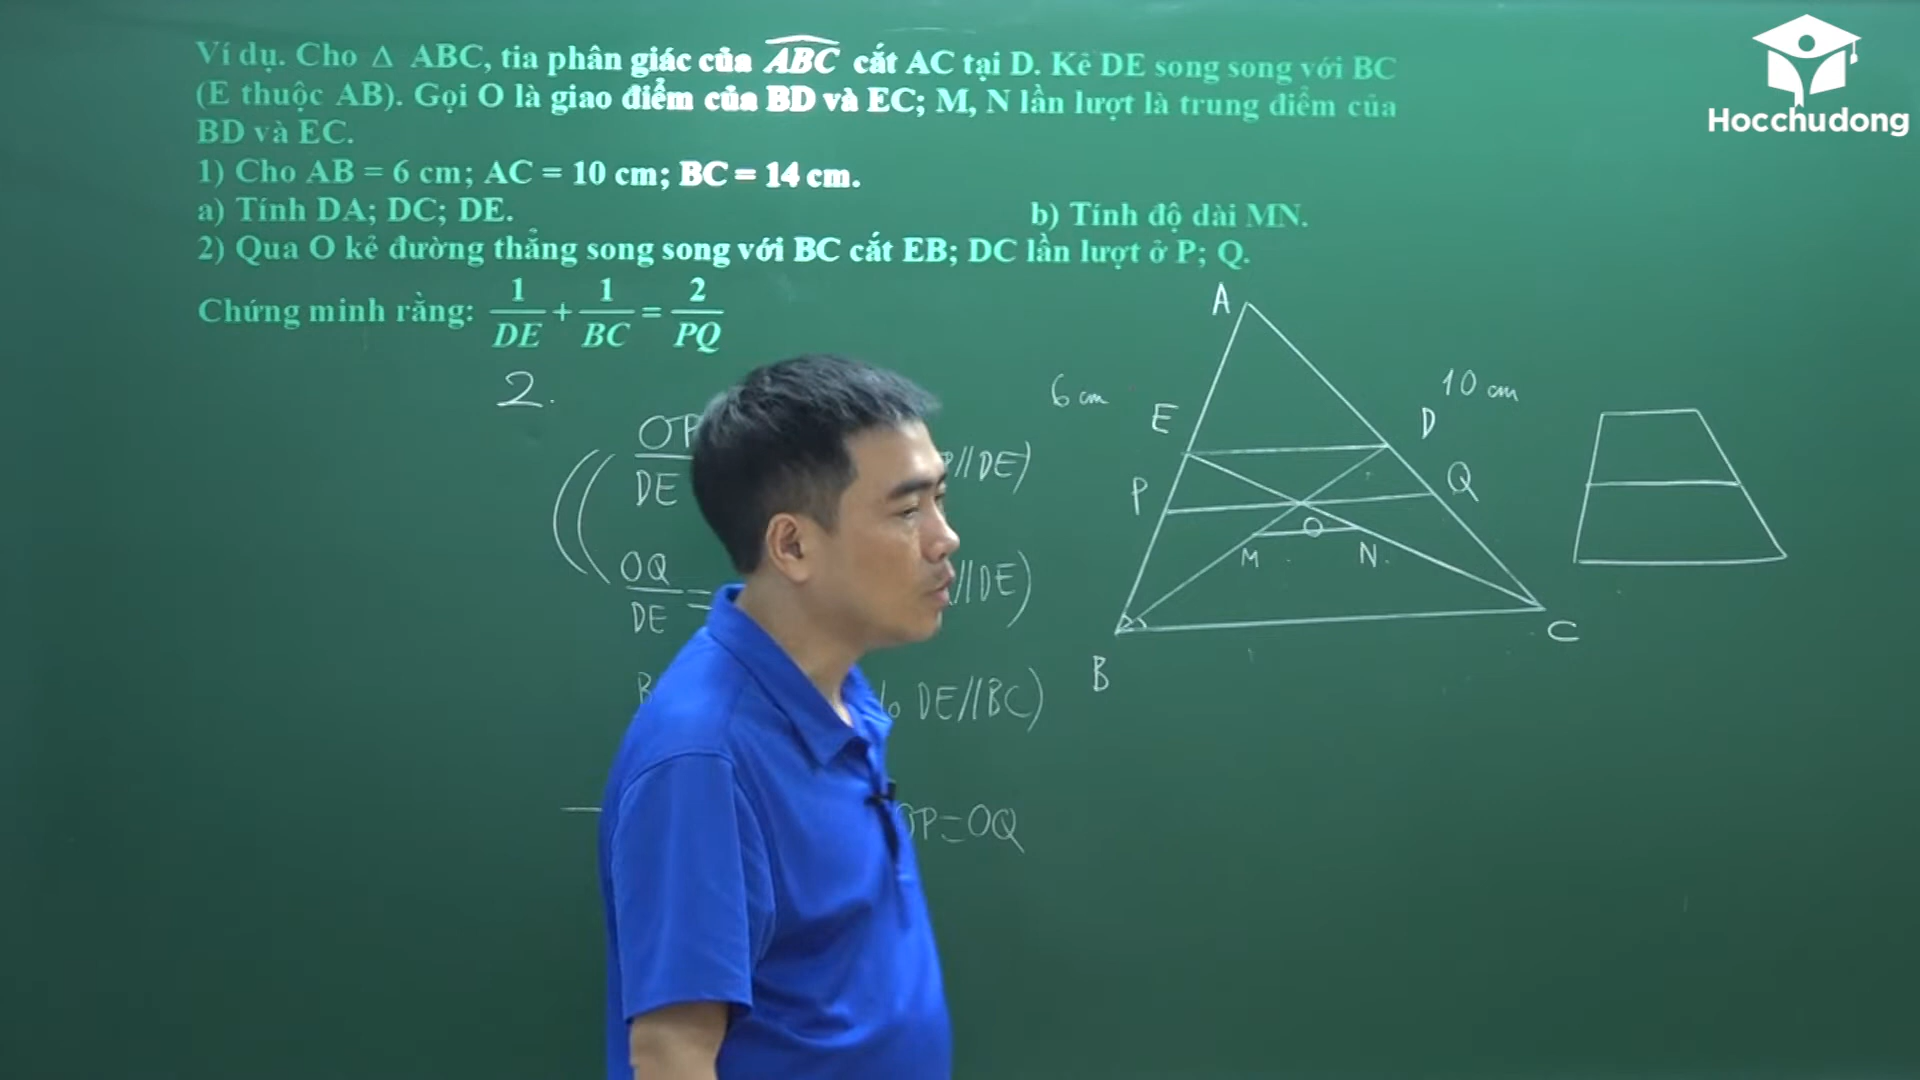 Ví dụ. Cho Δ ABC, tia phân giác của \widehat{ABC} cắt AC tại D. Kẻ DE song song với BC
(E thuộc AB). Gọi O là giao điểm của BD và EC; M, N lần lượt là trung điểm của
BD và EC.
1) Cho AB = 6 cm; AC = 10 cm; BC = 14 cm.
a) Tính DA; DC; DE. b) Tính độ dài MN.
2) Qua O kẻ đường thẳng song song với BC cắt EB; DC lần lượt ở P; Q.
Chứng minh rằng: 1/DE + 1/BC = 2/PQ
Hocchudong
2.
OP/DE //DE)
OQ/DE = //DE)
B DE//BC)
OP=OQ
A
6 cm
10 cm
E
D
P
Q
O
M
N
B
C